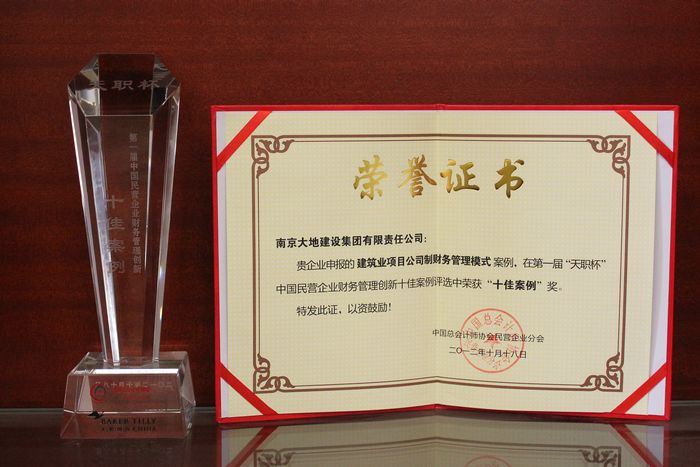 天职杯
第一届中国民营企业财务管理创新
十佳案例
BAKER TILLY
CHINA
荣誉证书
南京大地建设集团有限责任公司：
贵企业申报的 建筑业项目公司制财务管理模式 案例，在第一届“天职杯”
中国民营企业财务管理创新十佳案例评选中荣获“十佳案例”奖。
特发此证，以资鼓励！
中国总会计师协会民营企业分会
二〇一二年十月十八日